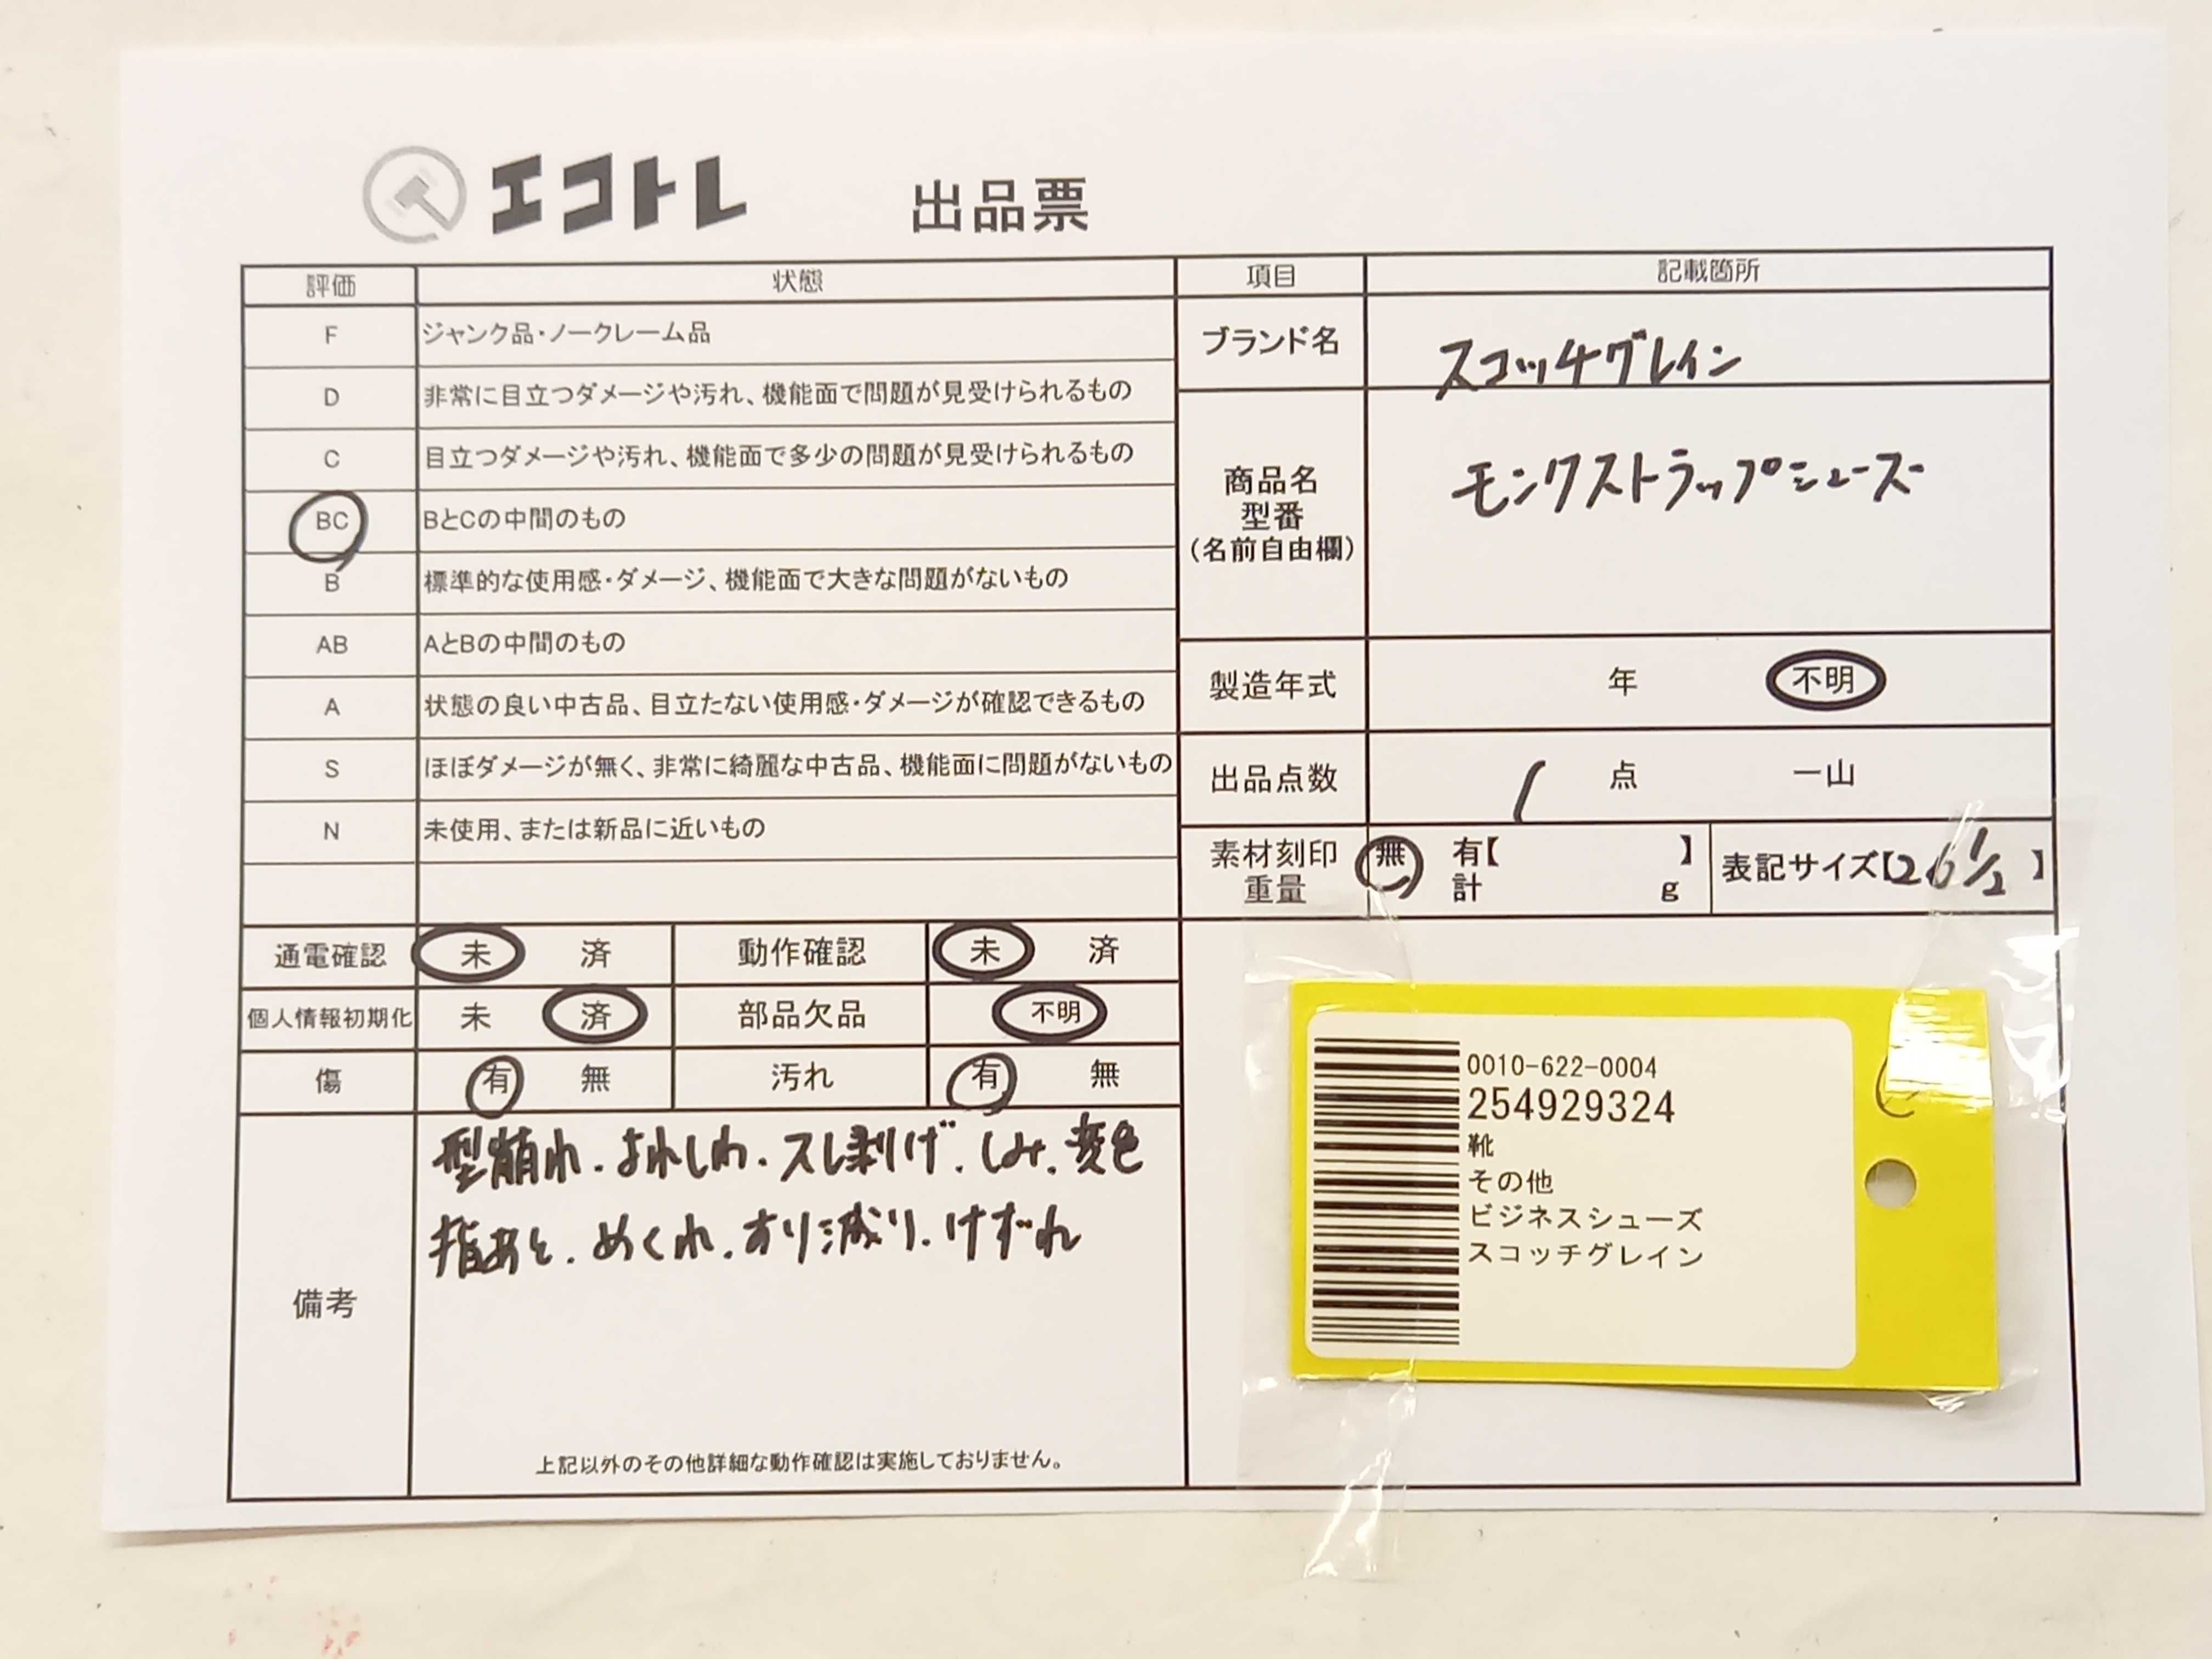 エコトレ 出品票
評価 状態 項目 記載箇所
F ジャンク品・ノークレーム品
D 非常に目立つダメージや汚れ、機能面で問題が見受けられるもの
C 目立つダメージや汚れ、機能面で多少の問題が見受けられるもの
BC BとCの中間のもの
B 標準的な使用感・ダメージ、機能面で大きな問題がないもの
AB AとBの中間のもの
A 状態の良い中古品、目立たない使用感・ダメージが確認できるもの
S ほぼダメージが無く、非常に綺麗な中古品、機能面に問題がないもの
N 未使用、または新品に近いもの
ブランド名 スコッチグレイン
商品名
型番
(名前自由欄)
モンクストラップシューズ
製造年式 年 不明
出品点数 1 点 一山
素材刻印 無 有【 】
重量 計 g
表記サイズ【26 1/2】
通電確認 未 済 動作確認 未 済
個人情報初期化 未 済 部品欠品 不明
傷 有 無 汚れ 有 無
備考
型崩れ.よれしわ.スレ剥げ.しみ.変色
指あと.めくれ.すり減り.けずれ
上記以外のその他詳細な動作確認は実施しておりません。
0010-622-0004
254929324
靴
その他
ビジネスシューズ
スコッチグレイン